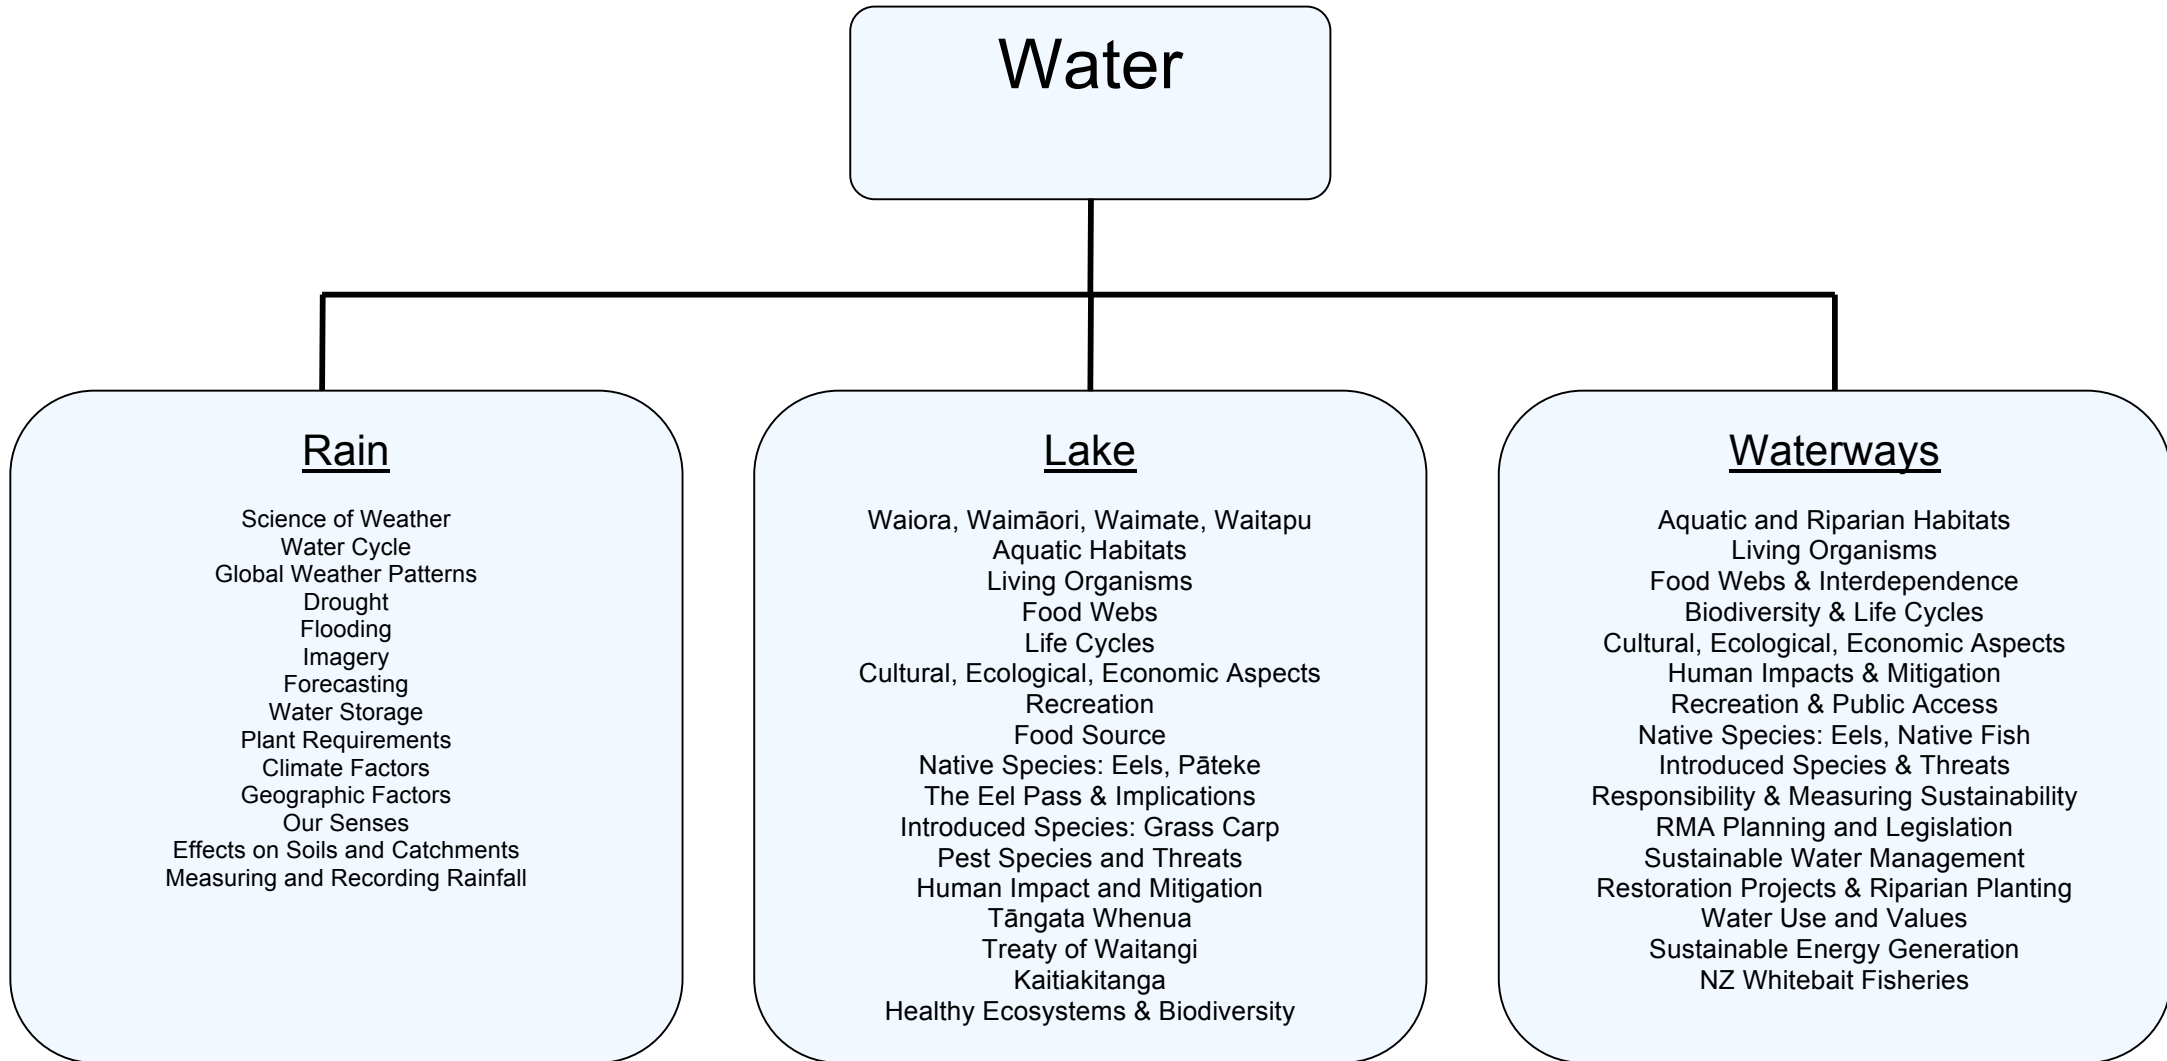 Water
Rain
Science of Weather
Water Cycle
Global Weather Patterns
Drought
Flooding
Imagery
Forecasting
Water Storage
Plant Requirements
Climate Factors
Geographic Factors
Our Senses
Effects on Soils and Catchments
Measuring and Recording Rainfall
Lake
Waiora, Waimāori, Waimate, Waitapu
Aquatic Habitats
Living Organisms
Food Webs
Life Cycles
Cultural, Ecological, Economic Aspects
Recreation
Food Source
Native Species: Eels, Pāteke
The Eel Pass & Implications
Introduced Species: Grass Carp
Pest Species and Threats
Human Impact and Mitigation
Tāngata Whenua
Treaty of Waitangi
Kaitiakitanga
Healthy Ecosystems & Biodiversity
Waterways
Aquatic and Riparian Habitats
Living Organisms
Food Webs & Interdependence
Biodiversity & Life Cycles
Cultural, Ecological, Economic Aspects
Human Impacts & Mitigation
Recreation & Public Access
Native Species: Eels, Native Fish
Introduced Species & Threats
Responsibility & Measuring Sustainability
RMA Planning and Legislation
Sustainable Water Management
Restoration Projects & Riparian Planting
Water Use and Values
Sustainable Energy Generation
NZ Whitebait Fisheries